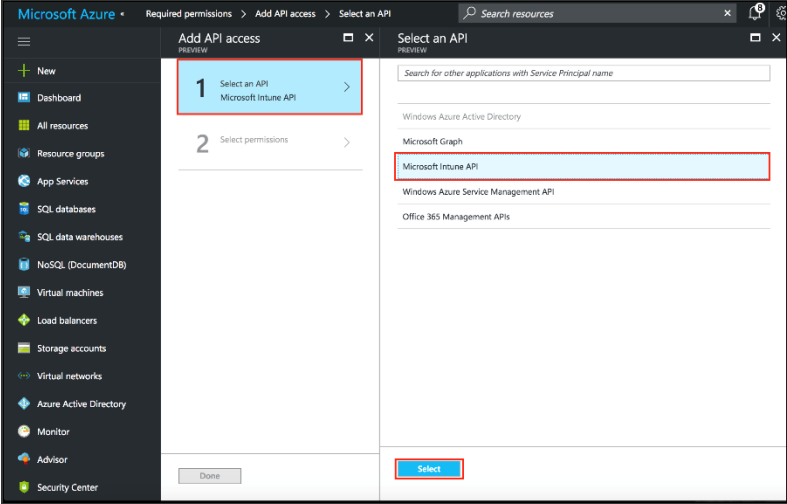 Microsoft Azure
Required permissions > Add API access > Select an API
Search resources
8
New
Dashboard
All resources
Resource groups
App Services
SQL databases
SQL data warehouses
NoSQL (DocumentDB)
Virtual machines
Load balancers
Storage accounts
Virtual networks
Azure Active Directory
Monitor
Advisor
Security Center
Add API access
PREVIEW
1
Select an API
Microsoft Intune API
2
Select permissions
Done
Select an API
PREVIEW
Search for other applications with Service Principal name
Windows Azure Active Directory
Microsoft Graph
Microsoft Intune API
Windows Azure Service Management API
Office 365 Management APIs
Select